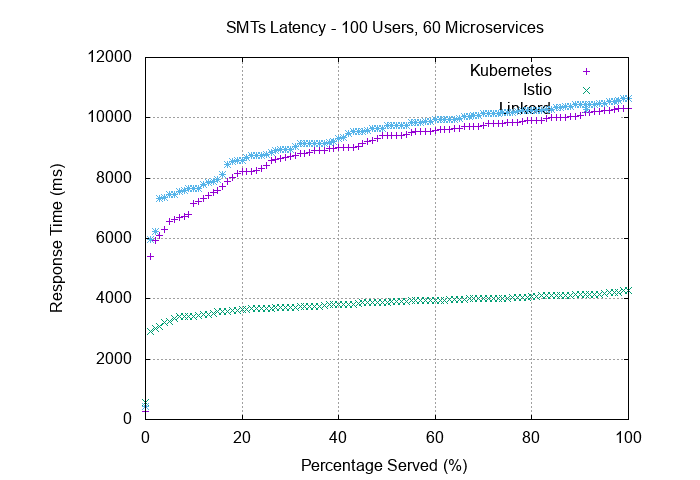 SMTs Latency - 100 Users, 60 Microservices
12000
10000
8000
6000
4000
2000
0
Response Time (ms)
Kubernetes
Istio
Linkerd
0 20 40 60 80 100
Percentage Served (%)